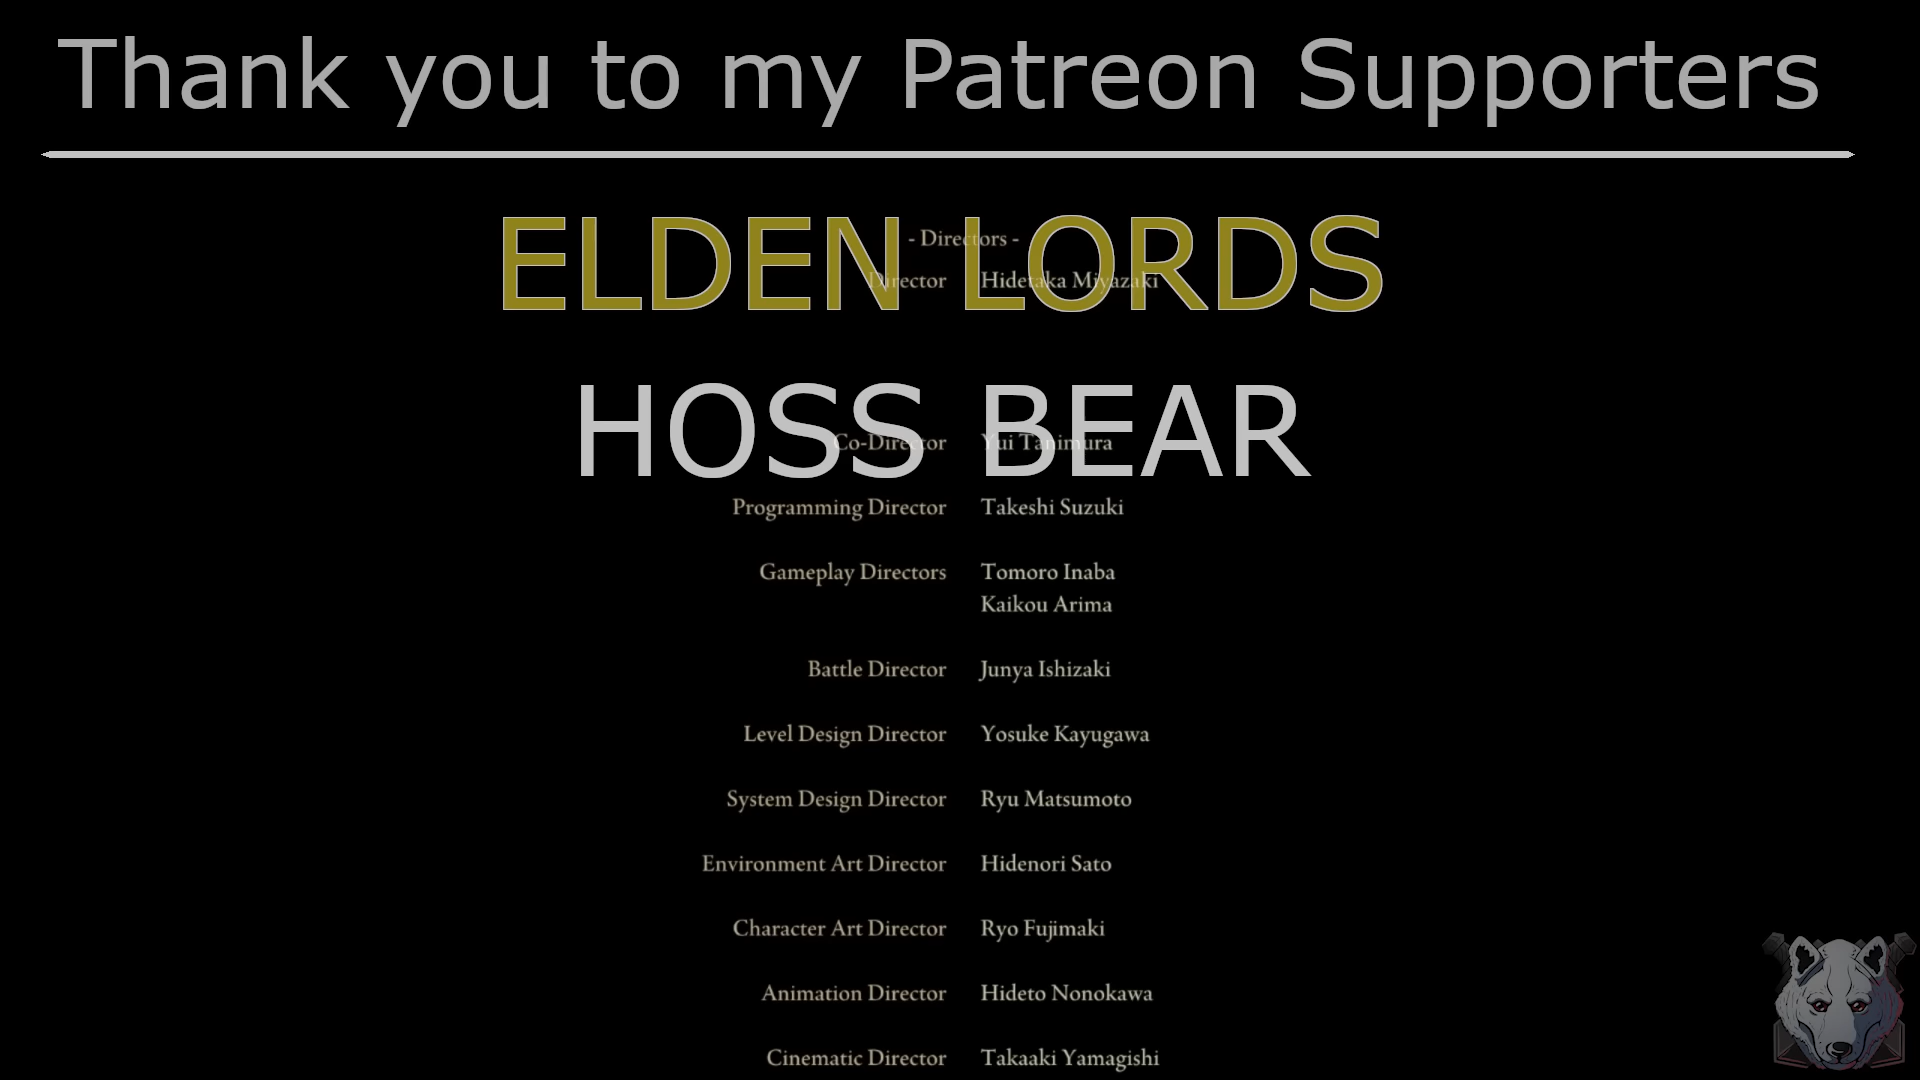 Thank you to my Patreon Supporters
ELDEN LORDS
- Directors -
Director Hidetaka Miyazaki
HOSS BEAR
Co-Director Yui Tanimura
Programming Director Takeshi Suzuki
Gameplay Directors Tomoro Inaba
Kaikou Arima
Battle Director Junya Ishizaki
Level Design Director Yosuke Kayugawa
System Design Director Ryu Matsumoto
Environment Art Director Hidenori Sato
Character Art Director Ryo Fujimaki
Animation Director Hideto Nonokawa
Cinematic Director Takaaki Yamagishi